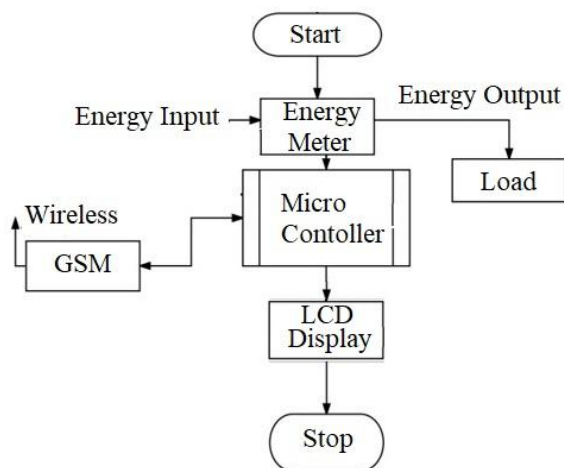 Start
Energy Output
Energy Input
Energy
Meter
Load
Micro
Contoller
Wireless
GSM
LCD
Display
Stop